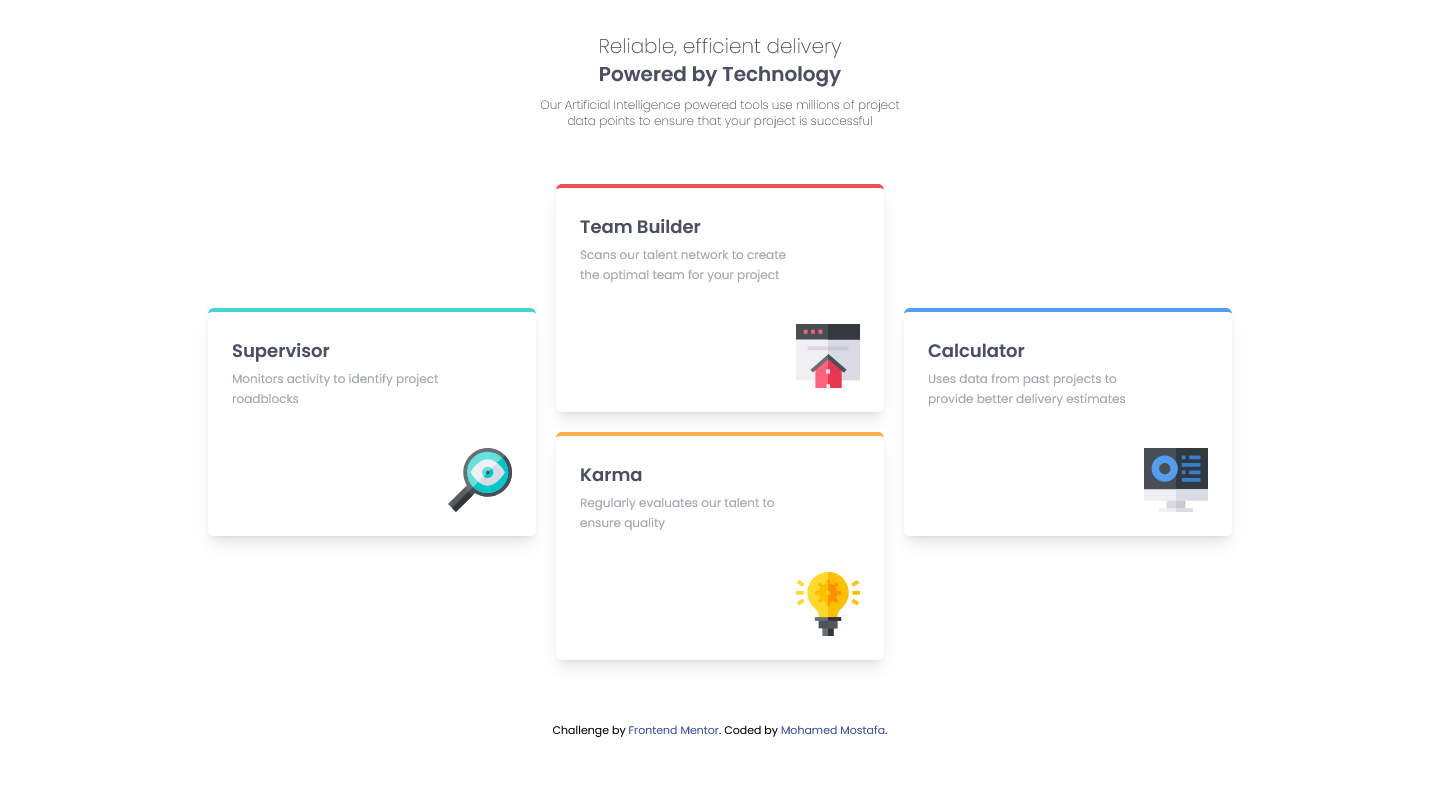 Reliable, efficient delivery
Powered by Technology
Our Artificial Intelligence powered tools use millions of project
data points to ensure that your project is successful
Team Builder
Scans our talent network to create
the optimal team for your project
Supervisor
Monitors activity to identify project
roadblocks
Calculator
Uses data from past projects to
provide better delivery estimates
Karma
Regularly evaluates our talent to
ensure quality
Challenge by Frontend Mentor. Coded by Mohamed Mostafa.